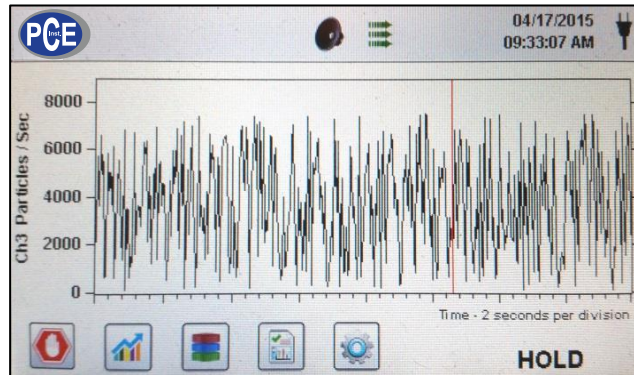 PCE
Inst.
04/17/2015
09:33:07 AM
Ch3 Particles / Sec
8000
6000
4000
2000
0
Time - 2 seconds per division
HOLD